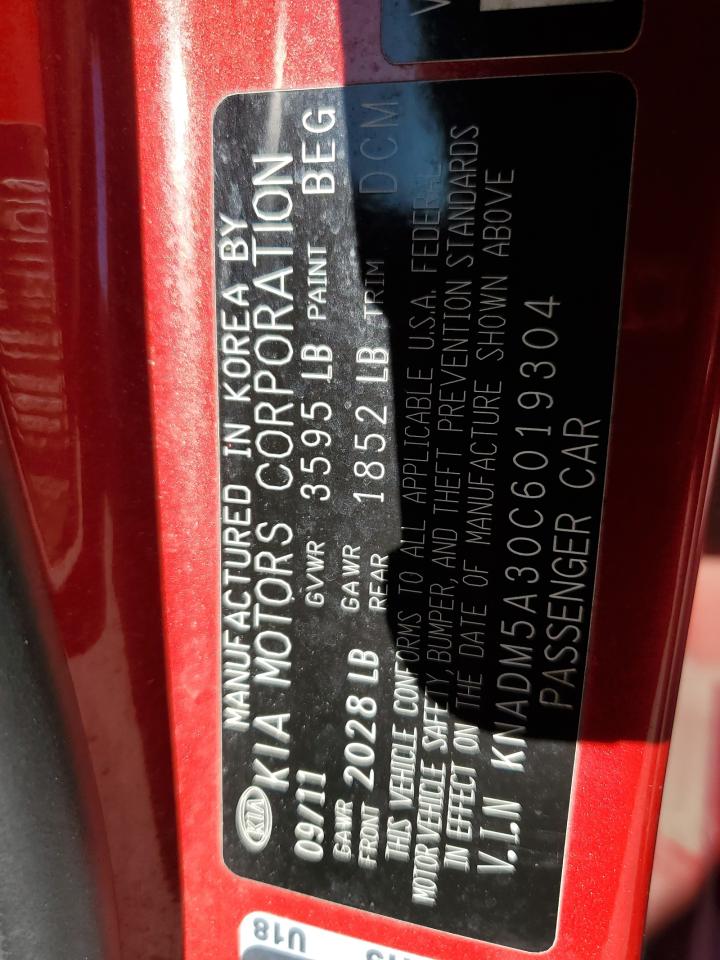 KIA
MANUFACTURED IN KOREA BY
KIA MOTORS CORPORATION
09/11 GVWR 3595 LB PAINT BEG
GAWR FRONT 2028 LB GAWR REAR 1852 LB TRIM DCM
THIS VEHICLE CONFORMS TO ALL APPLICABLE U.S.A. FEDERAL
MOTOR VEHICLE SAFETY, BUMPER, AND THEFT PREVENTION STANDARDS
IN EFFECT ON THE DATE OF MANUFACTURE SHOWN ABOVE
V.I.N KNADM5A30C6019304
PASSENGER CAR
U18